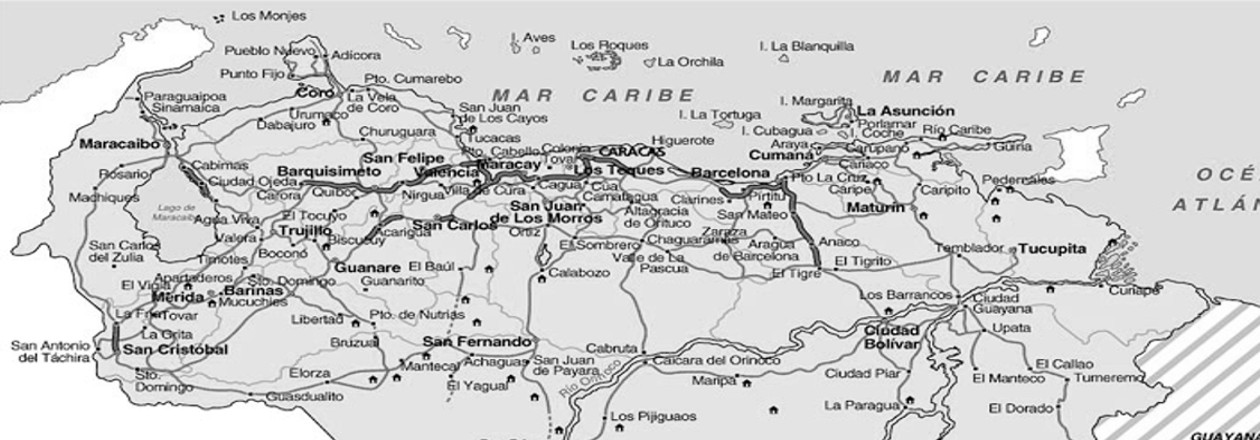 Los Monjes
Pueblo Nuevo
Adícora
Punto Fijo
Pto. Cumarebo
Coro
La Vela
de Coro
Paraguaipoa
Sinamaica
Urumaco
Dabajuro
Churuguara
San Juan
de Los Cayos
Tucacas
I. Aves
Los Roques
La Orchila
I. La Blanquilla
MAR CARIBE
MAR CARIBE
I. La Tortuga
I. Margarita
La Asunción
Porlamar
I. Coche
I. Cubagua
Río Caribe
Araya
Carúpano
Güiria
Cumaná
Cariaco
Higuerote
Maracaibo
Cabimas
Rosario
Ciudad Ojeda
Machiques
Barquisimeto
San Felipe
Valencia
Pto. Cabello
Colonia
Tovar
CARACAS
Maracay
Los Teques
Barcelona
Pto La Cruz
Caripe
Caripito
Pedernales
OCÉ
ATLÁN
Carora
Quibor
Nirgua
Villa de Cura
Cagua
Cúa
Camatagua
Clarines
Píritu
Maturín
Lago de
Maracaibo
Agua Viva
El Tocuyo
Acarigua
San Carlos
San Juan
de Los Morros
Altagracia
de Orituco
San Mateo
Valera
Trujillo
Biscucuy
Ortiz
Zaraza
Chaguaramas
Aragua
de Barcelona
Anaco
Temblador
Tucupita
San Carlos
del Zulia
Timotes
Boconó
El Sombrero
Valle de La
Pascua
El Tigre
El Tigrito
Guanare
El Baúl
Calabozo
Apartaderos
Sto. Domingo
Guanarito
El Vigía
Barinas
Mérida
Mucuchíes
Los Barrancos
Ciudad
Guayana
Curiapo
La Fría
Tovar
Libertad
Pto. de Nutrias
Ciudad
Bolívar
Upata
La Grita
Bruzual
San Fernando
San Antonio
del Táchira
San Cristóbal
Mantecal
Achaguas
San Juan
de Payara
Cabruta
Caicara del Orinoco
Río Orinoco
Ciudad Piar
El Callao
Sto.
Domingo
Elorza
El Yagual
Maripa
El Manteco
Tumeremo
Guasdualito
Los Pijiguaos
La Paragua
El Dorado
GUAYANA